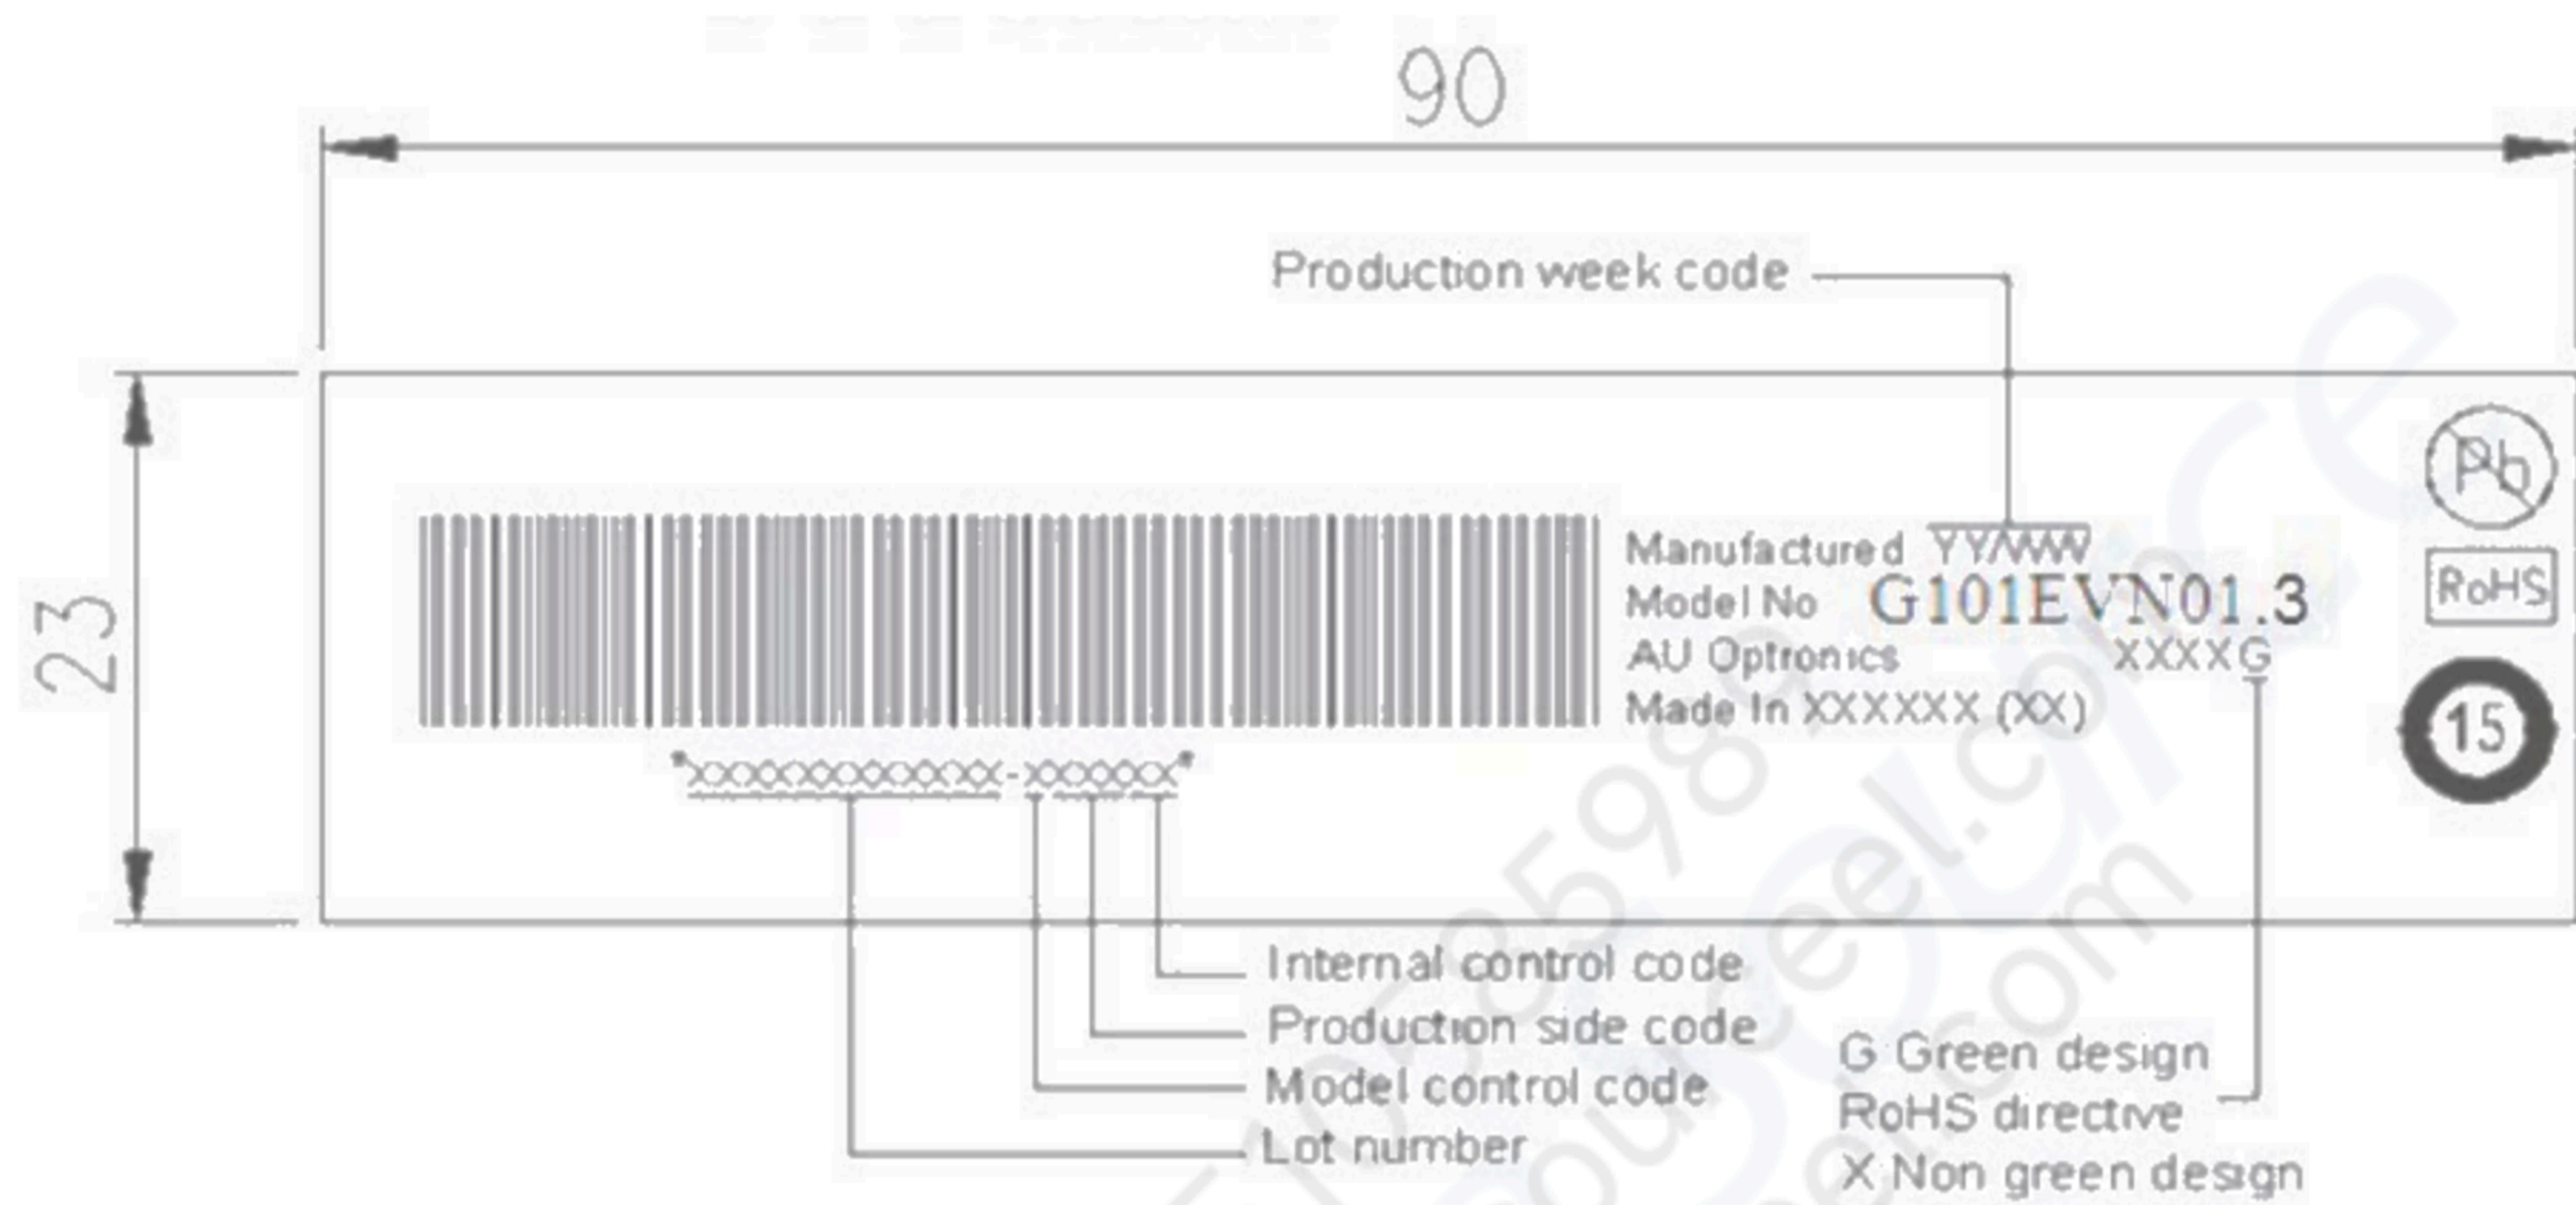 90
Production week code
23
Manufactured YY/WW
Model No G101EVN01.3
AU Optronics XXXXG
Made In XXXXXX (XX)
Pb
RoHS
15
Internal control code
Production side code
Model control code
Lot number
G Green design
RoHS directive
X Non green design